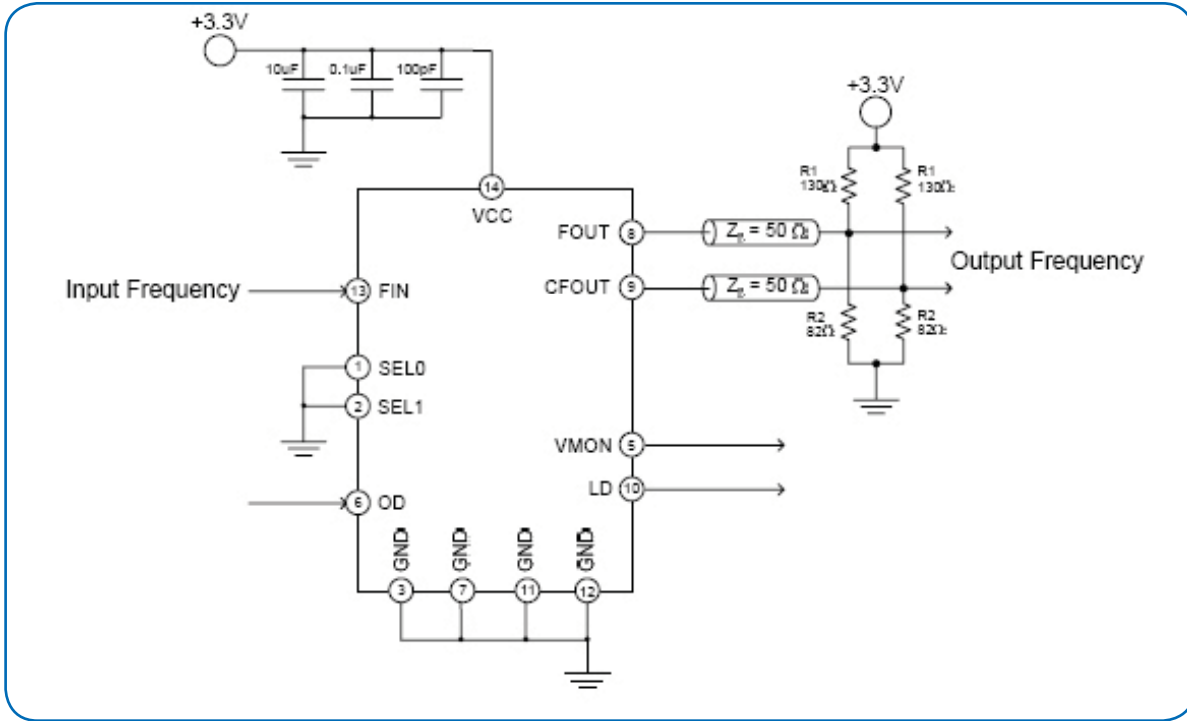 +3.3V
10uF
0.1uF
100pF
+3.3V
R1
130Ω
R1
130Ω
14
VCC
FOUT
8
Z = 50 Ω
Output Frequency
Input Frequency
13
FIN
CFOUT
9
Z = 50 Ω
R2
82Ω
R2
82Ω
1
SEL0
2
SEL1
VMON
5
LD
10
6
OD
GND
GND
GND
GND
3
7
11
12